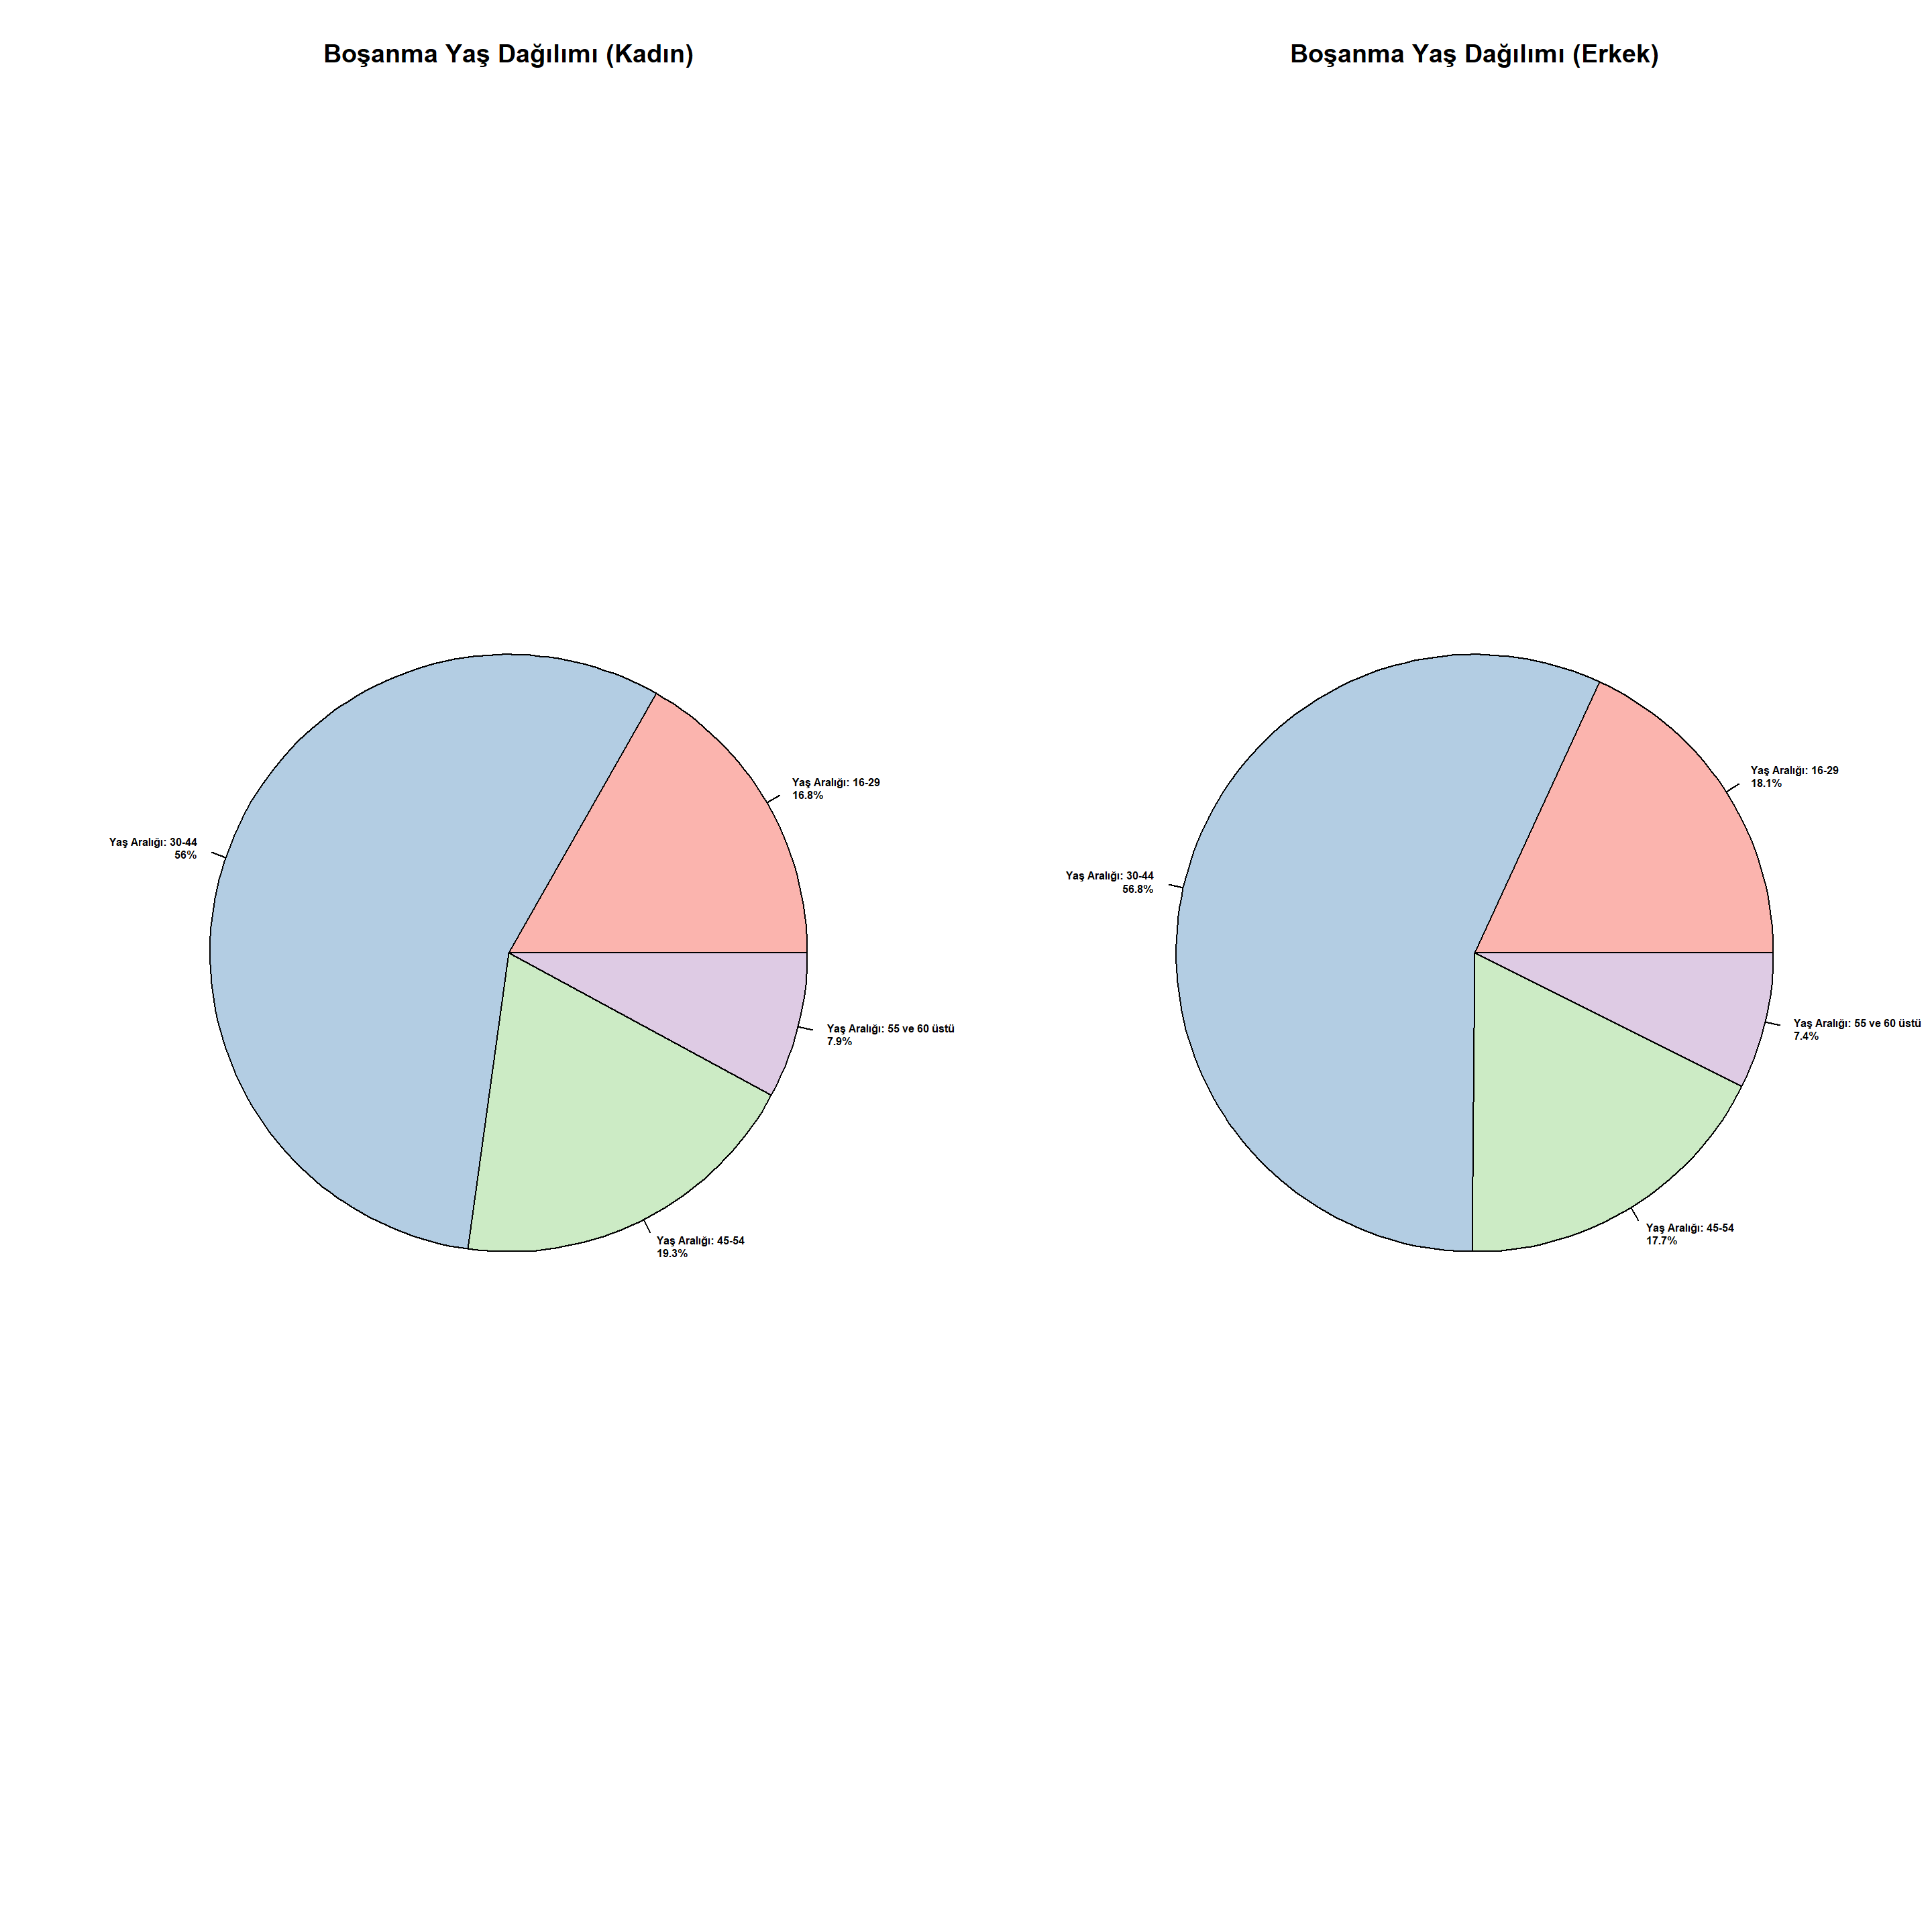 Boşanma Yaş Dağılımı (Kadın)
Yaş Aralığı: 16-29
16.8%
Yaş Aralığı: 30-44
56%
Yaş Aralığı: 55 ve 60 üstü
7.9%
Yaş Aralığı: 45-54
19.3%
Boşanma Yaş Dağılımı (Erkek)
Yaş Aralığı: 16-29
18.1%
Yaş Aralığı: 30-44
56.8%
Yaş Aralığı: 55 ve 60 üstü
7.4%
Yaş Aralığı: 45-54
17.7%